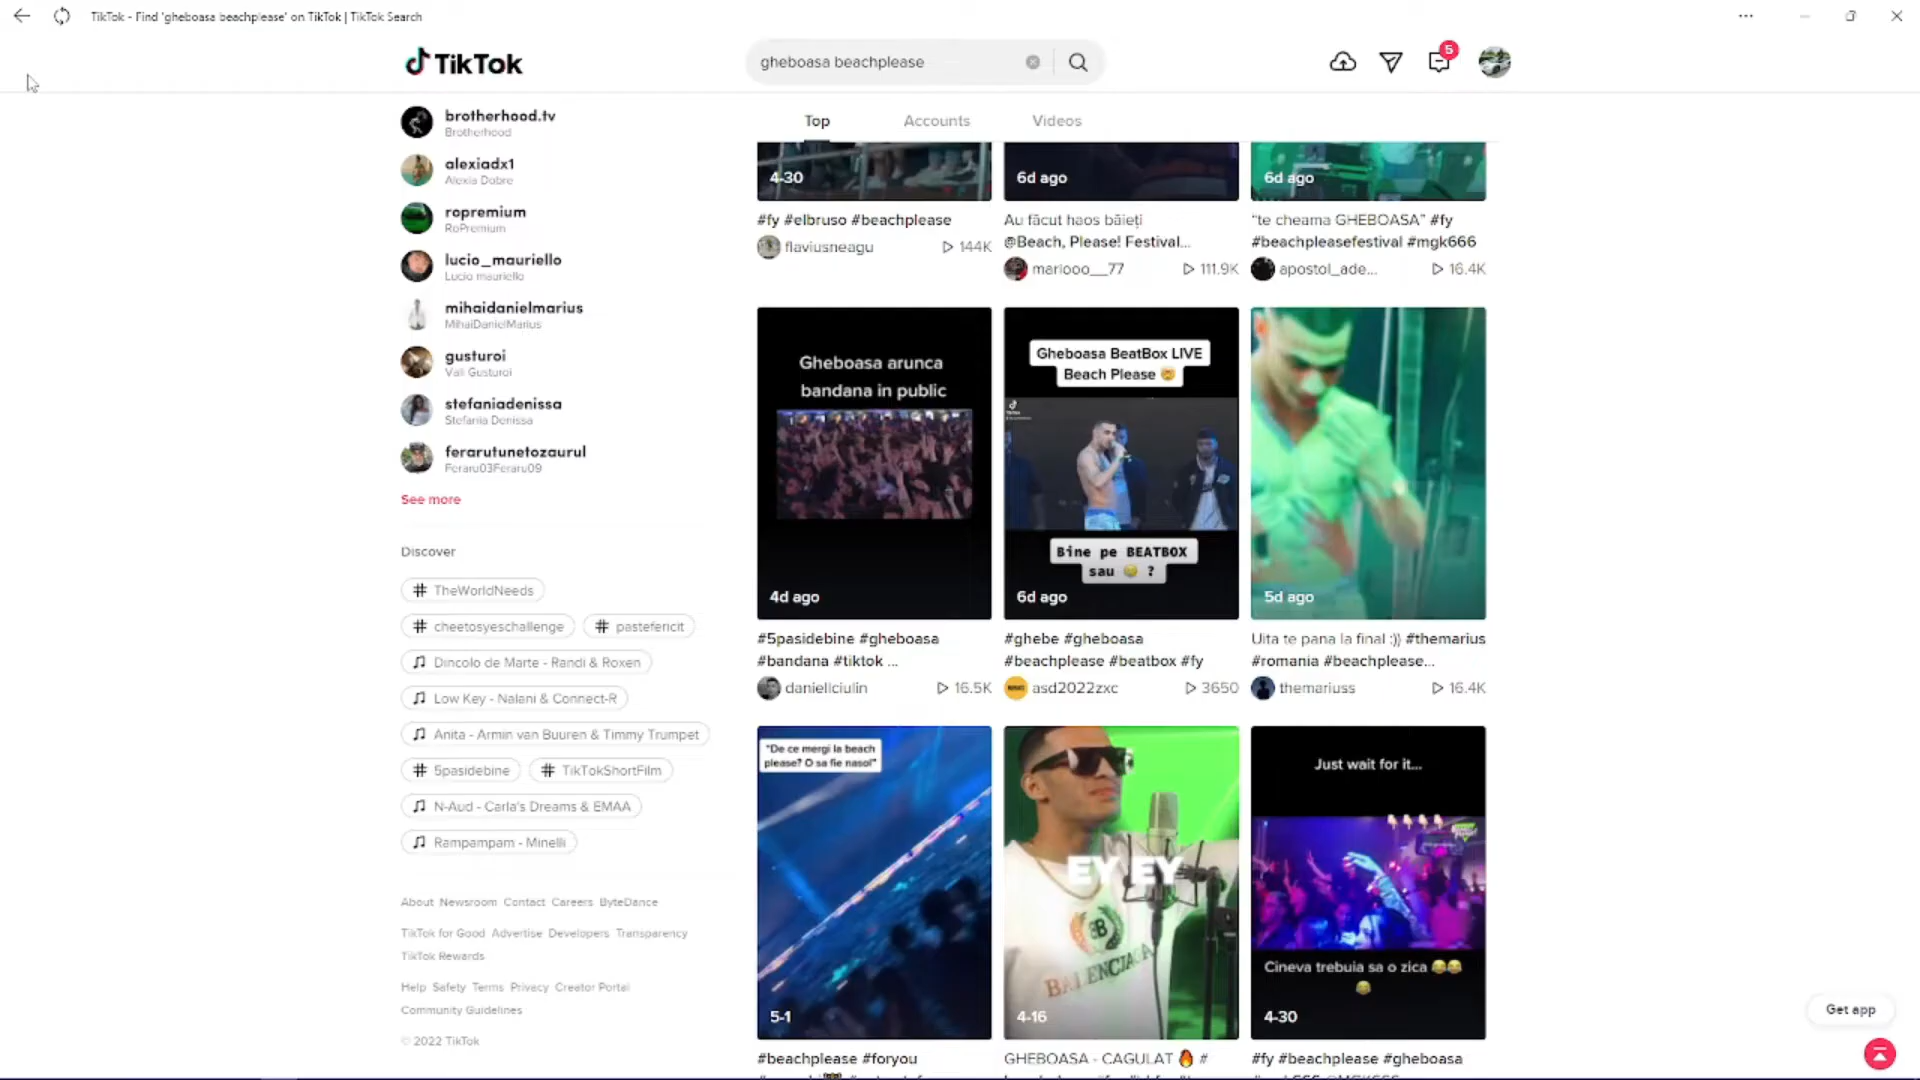 TikTok - Find 'gheboasa beachplease' on TikTok | TikTok Search
TikTok
gheboasa beachplease
5
brotherhood.tv
Brotherhood
alexiadx1
Alexia Dobre
ropremium
RoPremium
lucio_mauriello
Lucio mauriello
mihaidanielmarius
MihaiDanielMarius
gusturoi
Vali Gusturoi
stefaniadenissa
Stefania Denissa
ferarutunetozaurul
Feraru03Feraru09
See more
Discover
# TheWorldNeeds
# cheetosyeschallenge # pastefericit
Dincolo de Marte - Randi & Roxen
Low Key - Nalani & Connect-R
Anita - Armin van Buuren & Timmy Trumpet
# 5pasidebine # TikTokShortFilm
N-Aud - Carla's Dreams & EMAA
Rampampam - Minelli
About Newsroom Contact Careers ByteDance
TikTok for Good Advertise Developers Transparency
TikTok Rewards
Help Safety Terms Privacy Creator Portal
Community Guidelines
© 2022 TikTok
Top Accounts Videos
4-30
#fy #elbruso #beachplease
flaviusneagu 144K
6d ago
Au făcut haos băieți
@Beach, Please! Festival...
mariooo__77 111.9K
6d ago
"te cheama GHEBOASA" #fy
#beachpleasefestival #mgk666
apostol_ade... 16.4K
Gheboasa arunca
bandana in public
4d ago
#5pasidebine #gheboasa
#bandana #tiktok ...
daniellciulin 16.5K
Gheboasa BeatBox LIVE
Beach Please 🤯
Bine pe BEATBOX
sau 😅 ?
6d ago
#ghebe #gheboasa
#beachplease #beatbox #fy
asd2022zxc 3650
5d ago
Uita te pana la final :)) #themarius
#romania #beachplease...
themariuss 16.4K
"De ce mergi la beach
please? O sa fie nasol"
5-1
#beachplease #foryou
EY EY
BALENCIAGA
4-16
GHEBOASA - CAGULAT 🔥 #
Just wait for it...
Cineva trebuia sa o zica 😂😂
😂
4-30
#fy #beachplease #gheboasa
Get app